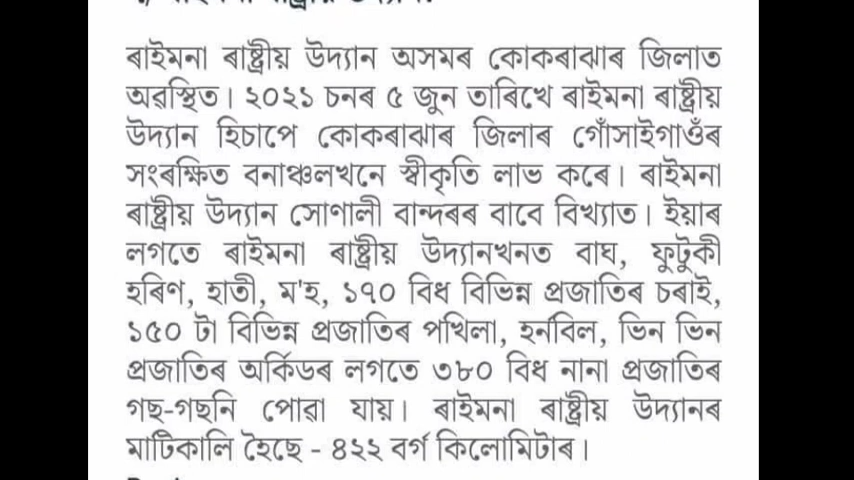 ৰাইমনা ৰাষ্ট্ৰীয় উদ্যান অসমৰ কোকৰাঝাৰ জিলাত
অৱস্থিত। ২০২১ চনৰ ৫ জুন তাৰিখে ৰাইমনা ৰাষ্ট্ৰীয়
উদ্যান হিচাপে কোকৰাঝাৰ জিলাৰ গোঁসাইগাওঁৰ
সংৰক্ষিত বনাঞ্চলখনে স্বীকৃতি লাভ কৰে। ৰাইমনা
ৰাষ্ট্ৰীয় উদ্যান সোণালী বান্দৰৰ বাবে বিখ্যাত। ইয়াৰ
লগতে ৰাইমনা ৰাষ্ট্ৰীয় উদ্যানখনত বাঘ, ফুটুকী
হৰিণ, হাতী, ম'হ, ১৭০ বিধ বিভিন্ন প্ৰজাতিৰ চৰাই,
১৫০ টা বিভিন্ন প্ৰজাতিৰ পখিলা, হৰ্নবিল, ভিন ভিন
প্ৰজাতিৰ অৰ্কিডৰ লগতে ৩৮০ বিধ নানা প্ৰজাতিৰ
গছ-গছনি পোৱা যায়। ৰাইমনা ৰাষ্ট্ৰীয় উদ্যানৰ
মাটিকালি হৈছে - ৪২২ বৰ্গ কিলোমিটাৰ।